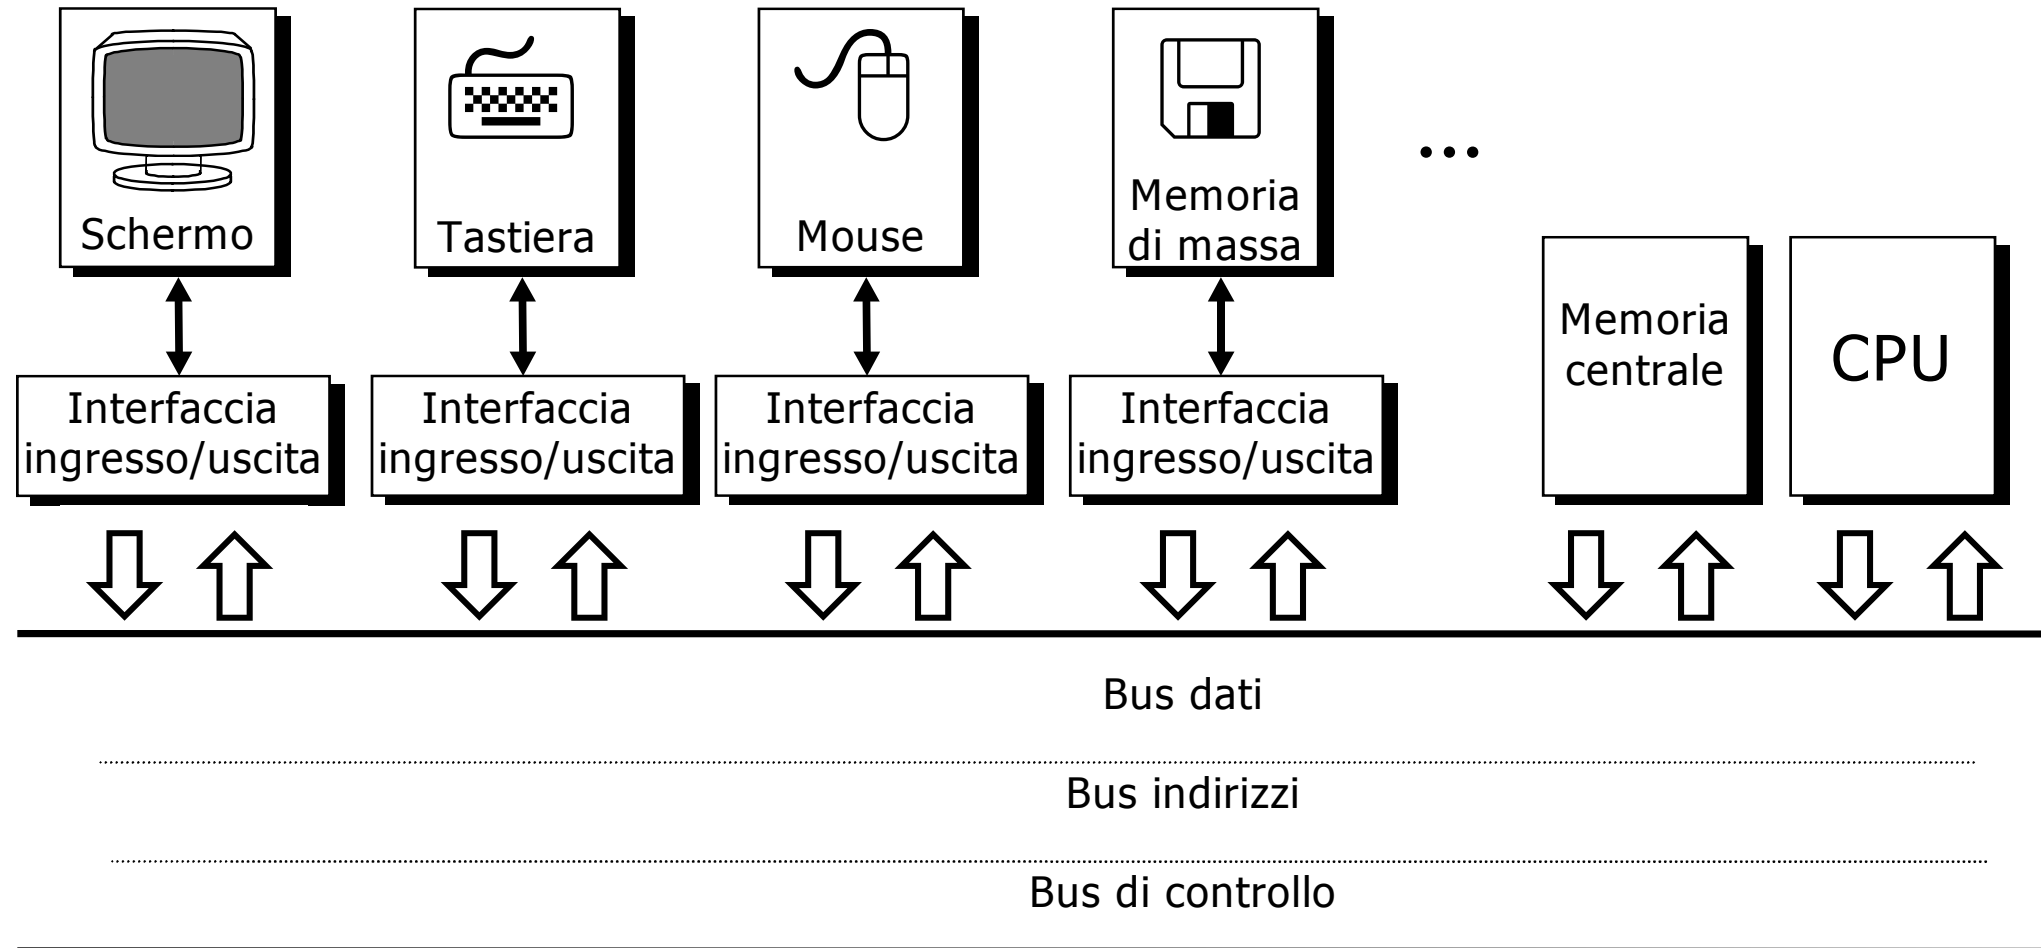 Schermo
Tastiera
Mouse
Memoria
di massa
...
Memoria
centrale
CPU
Interfaccia
ingresso/uscita
Interfaccia
ingresso/uscita
Interfaccia
ingresso/uscita
Interfaccia
ingresso/uscita
Bus dati
Bus indirizzi
Bus di controllo